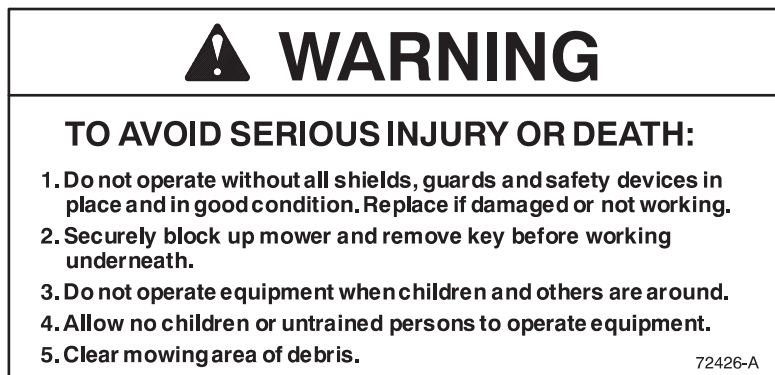 WARNING
TO AVOID SERIOUS INJURY OR DEATH:
1. Do not operate without all shields, guards and safety devices in
place and in good condition. Replace if damaged or not working.
2. Securely block up mower and remove key before working
underneath.
3. Do not operate equipment when children and others are around.
4. Allow no children or untrained persons to operate equipment.
5. Clear mowing area of debris.
72426-A